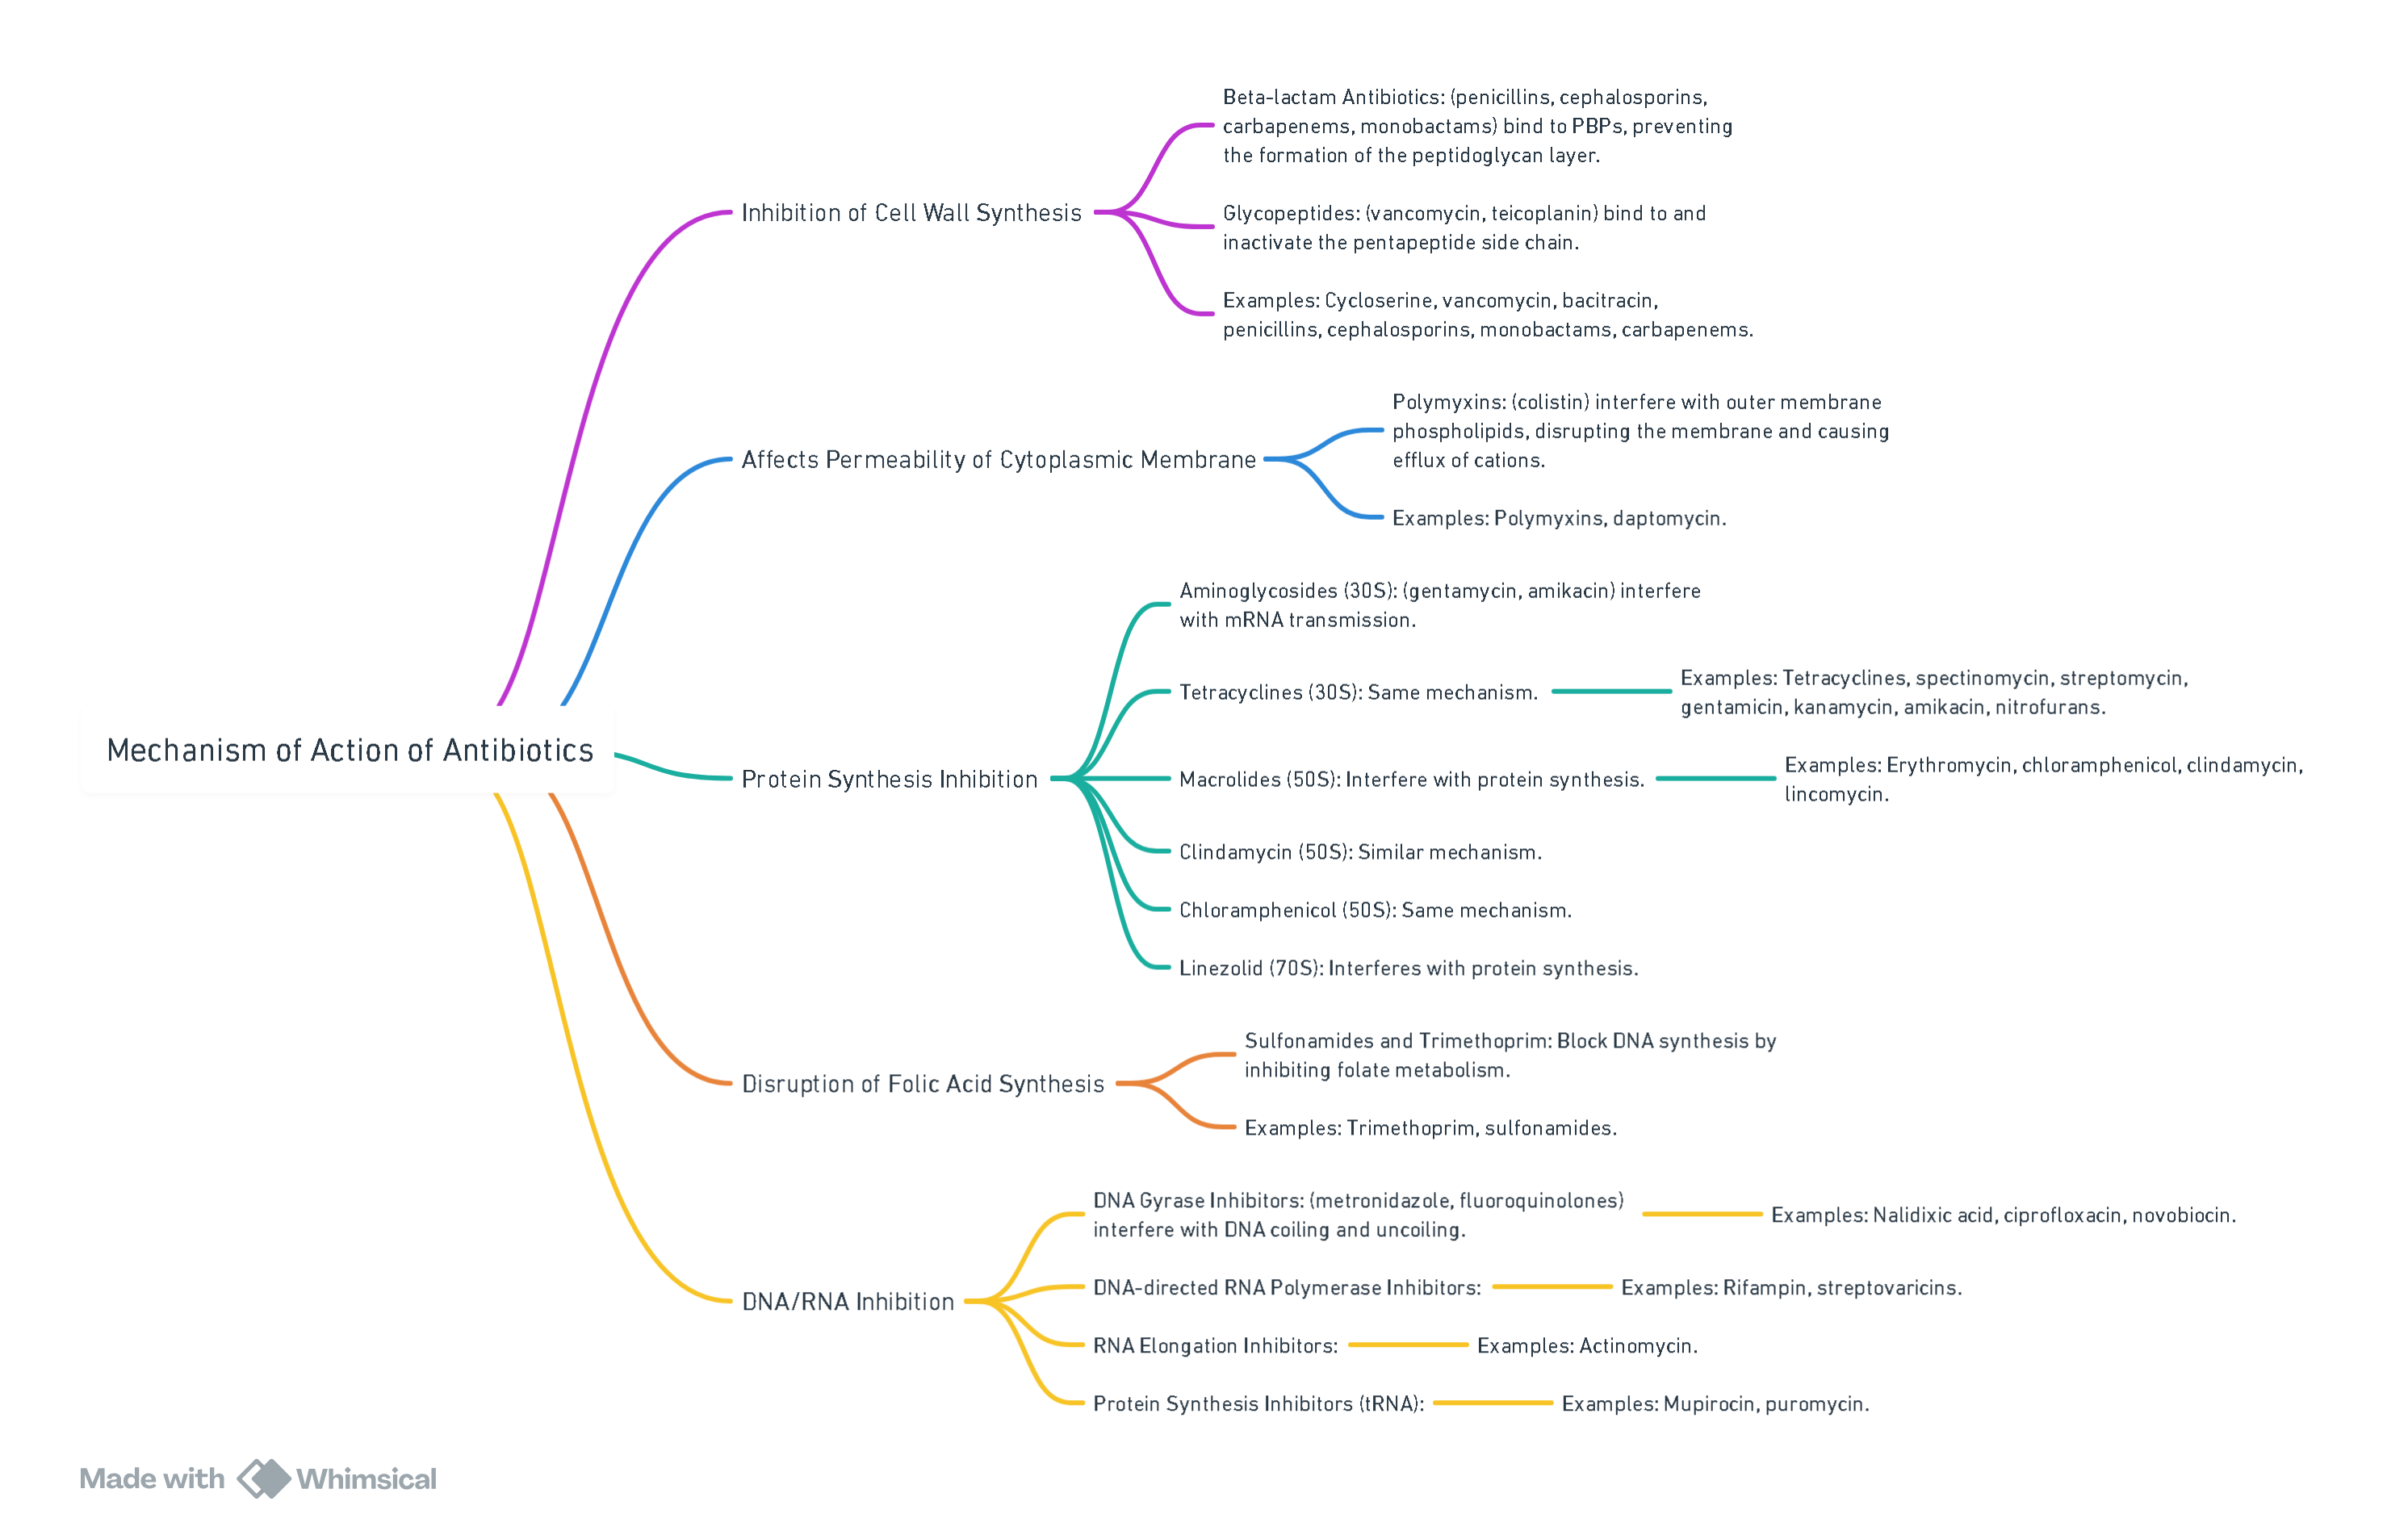 Mechanism of Action of Antibiotics
Inhibition of Cell Wall Synthesis
Beta-lactam Antibiotics: (penicillins, cephalosporins,
carbapenems, monobactams) bind to PBPs, preventing
the formation of the peptidoglycan layer.
Glycopeptides: (vancomycin, teicoplanin) bind to and
inactivate the pentapeptide side chain.
Examples: Cycloserine, vancomycin, bacitracin,
penicillins, cephalosporins, monobactams, carbapenems.
Affects Permeability of Cytoplasmic Membrane
Polymyxins: (colistin) interfere with outer membrane
phospholipids, disrupting the membrane and causing
efflux of cations.
Examples: Polymyxins, daptomycin.
Protein Synthesis Inhibition
Aminoglycosides (30S): (gentamycin, amikacin) interfere
with mRNA transmission.
Tetracyclines (30S): Same mechanism.
Examples: Tetracyclines, spectinomycin, streptomycin,
gentamicin, kanamycin, amikacin, nitrofurans.
Macrolides (50S): Interfere with protein synthesis.
Examples: Erythromycin, chloramphenicol, clindamycin,
lincomycin.
Clindamycin (50S): Similar mechanism.
Chloramphenicol (50S): Same mechanism.
Linezolid (70S): Interferes with protein synthesis.
Disruption of Folic Acid Synthesis
Sulfonamides and Trimethoprim: Block DNA synthesis by
inhibiting folate metabolism.
Examples: Trimethoprim, sulfonamides.
DNA/RNA Inhibition
DNA Gyrase Inhibitors: (metronidazole, fluoroquinolones)
interfere with DNA coiling and uncoiling.
Examples: Nalidixic acid, ciprofloxacin, novobiocin.
DNA-directed RNA Polymerase Inhibitors:
Examples: Rifampin, streptovaricins.
RNA Elongation Inhibitors:
Examples: Actinomycin.
Protein Synthesis Inhibitors (tRNA):
Examples: Mupirocin, puromycin.
Made with Whimsical